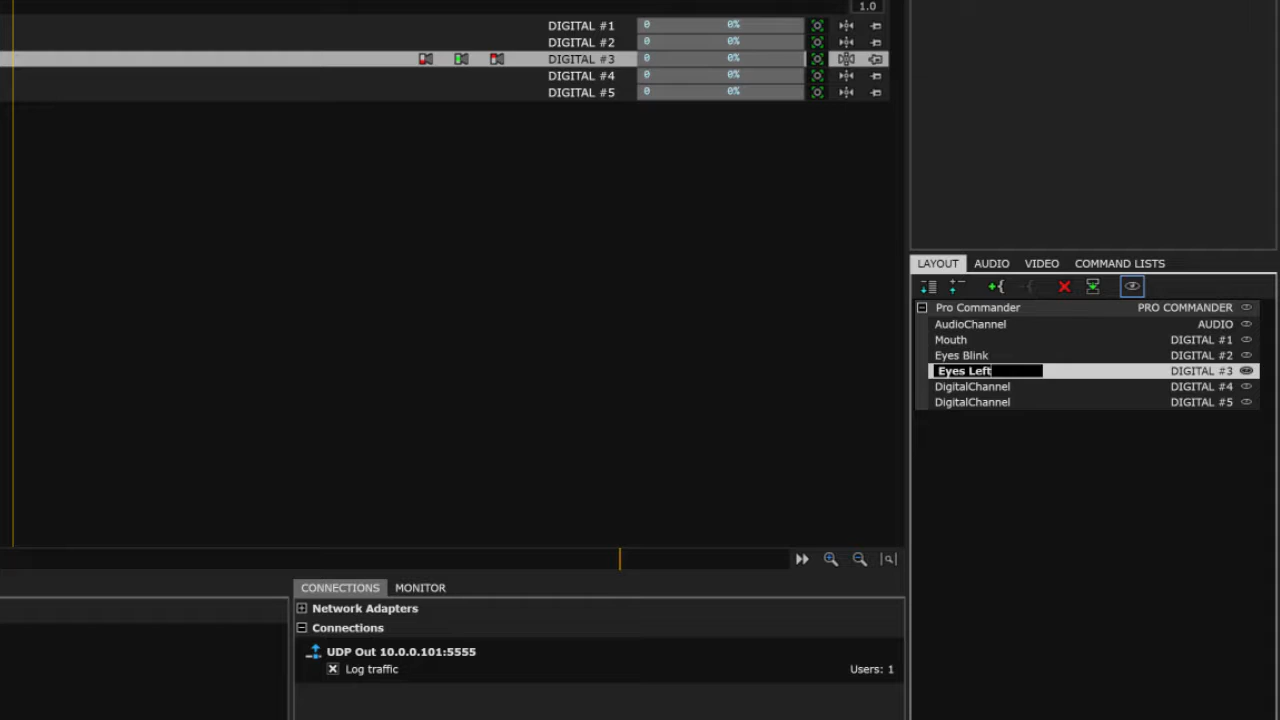 1.0
DIGITAL #1 0 0%
DIGITAL #2 0 0%
DIGITAL #3 0 0%
DIGITAL #4 0 0%
DIGITAL #5 0 0%
LAYOUT AUDIO VIDEO COMMAND LISTS
Pro Commander PRO COMMANDER
AudioChannel AUDIO
Mouth DIGITAL #1
Eyes Blink DIGITAL #2
Eyes Left DIGITAL #3
DigitalChannel DIGITAL #4
DigitalChannel DIGITAL #5
CONNECTIONS MONITOR
Network Adapters
Connections
UDP Out 10.0.0.101:5555
Log traffic Users: 1